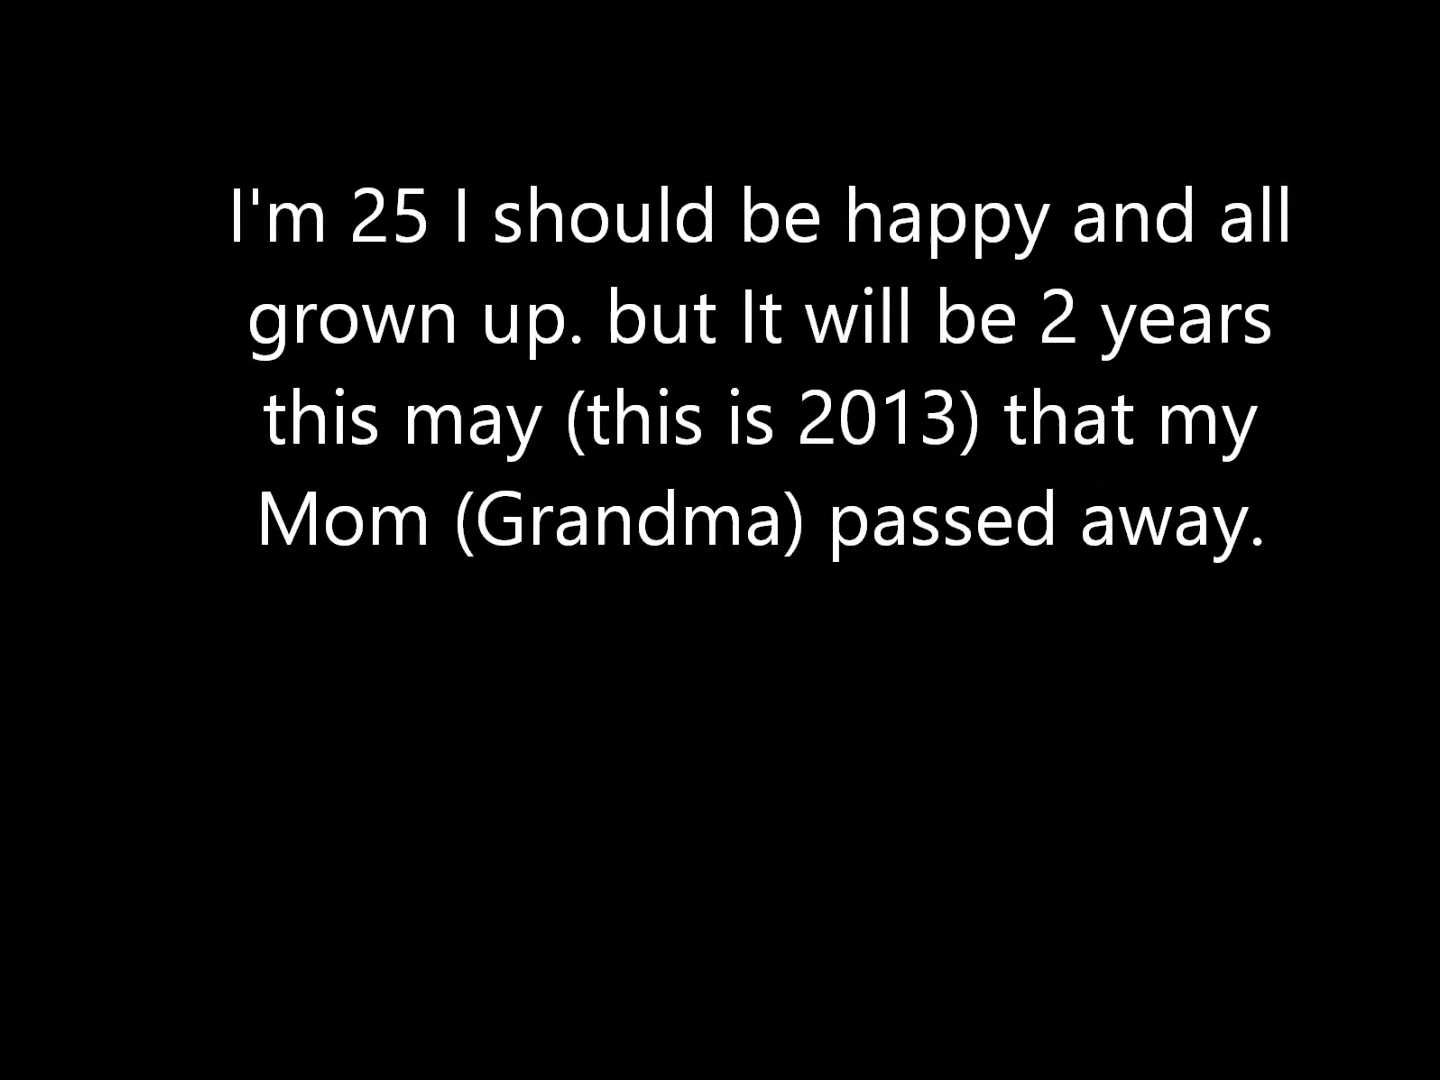 I'm 25 I should be happy and all
grown up. but It will be 2 years
this may (this is 2013) that my
Mom (Grandma) passed away.